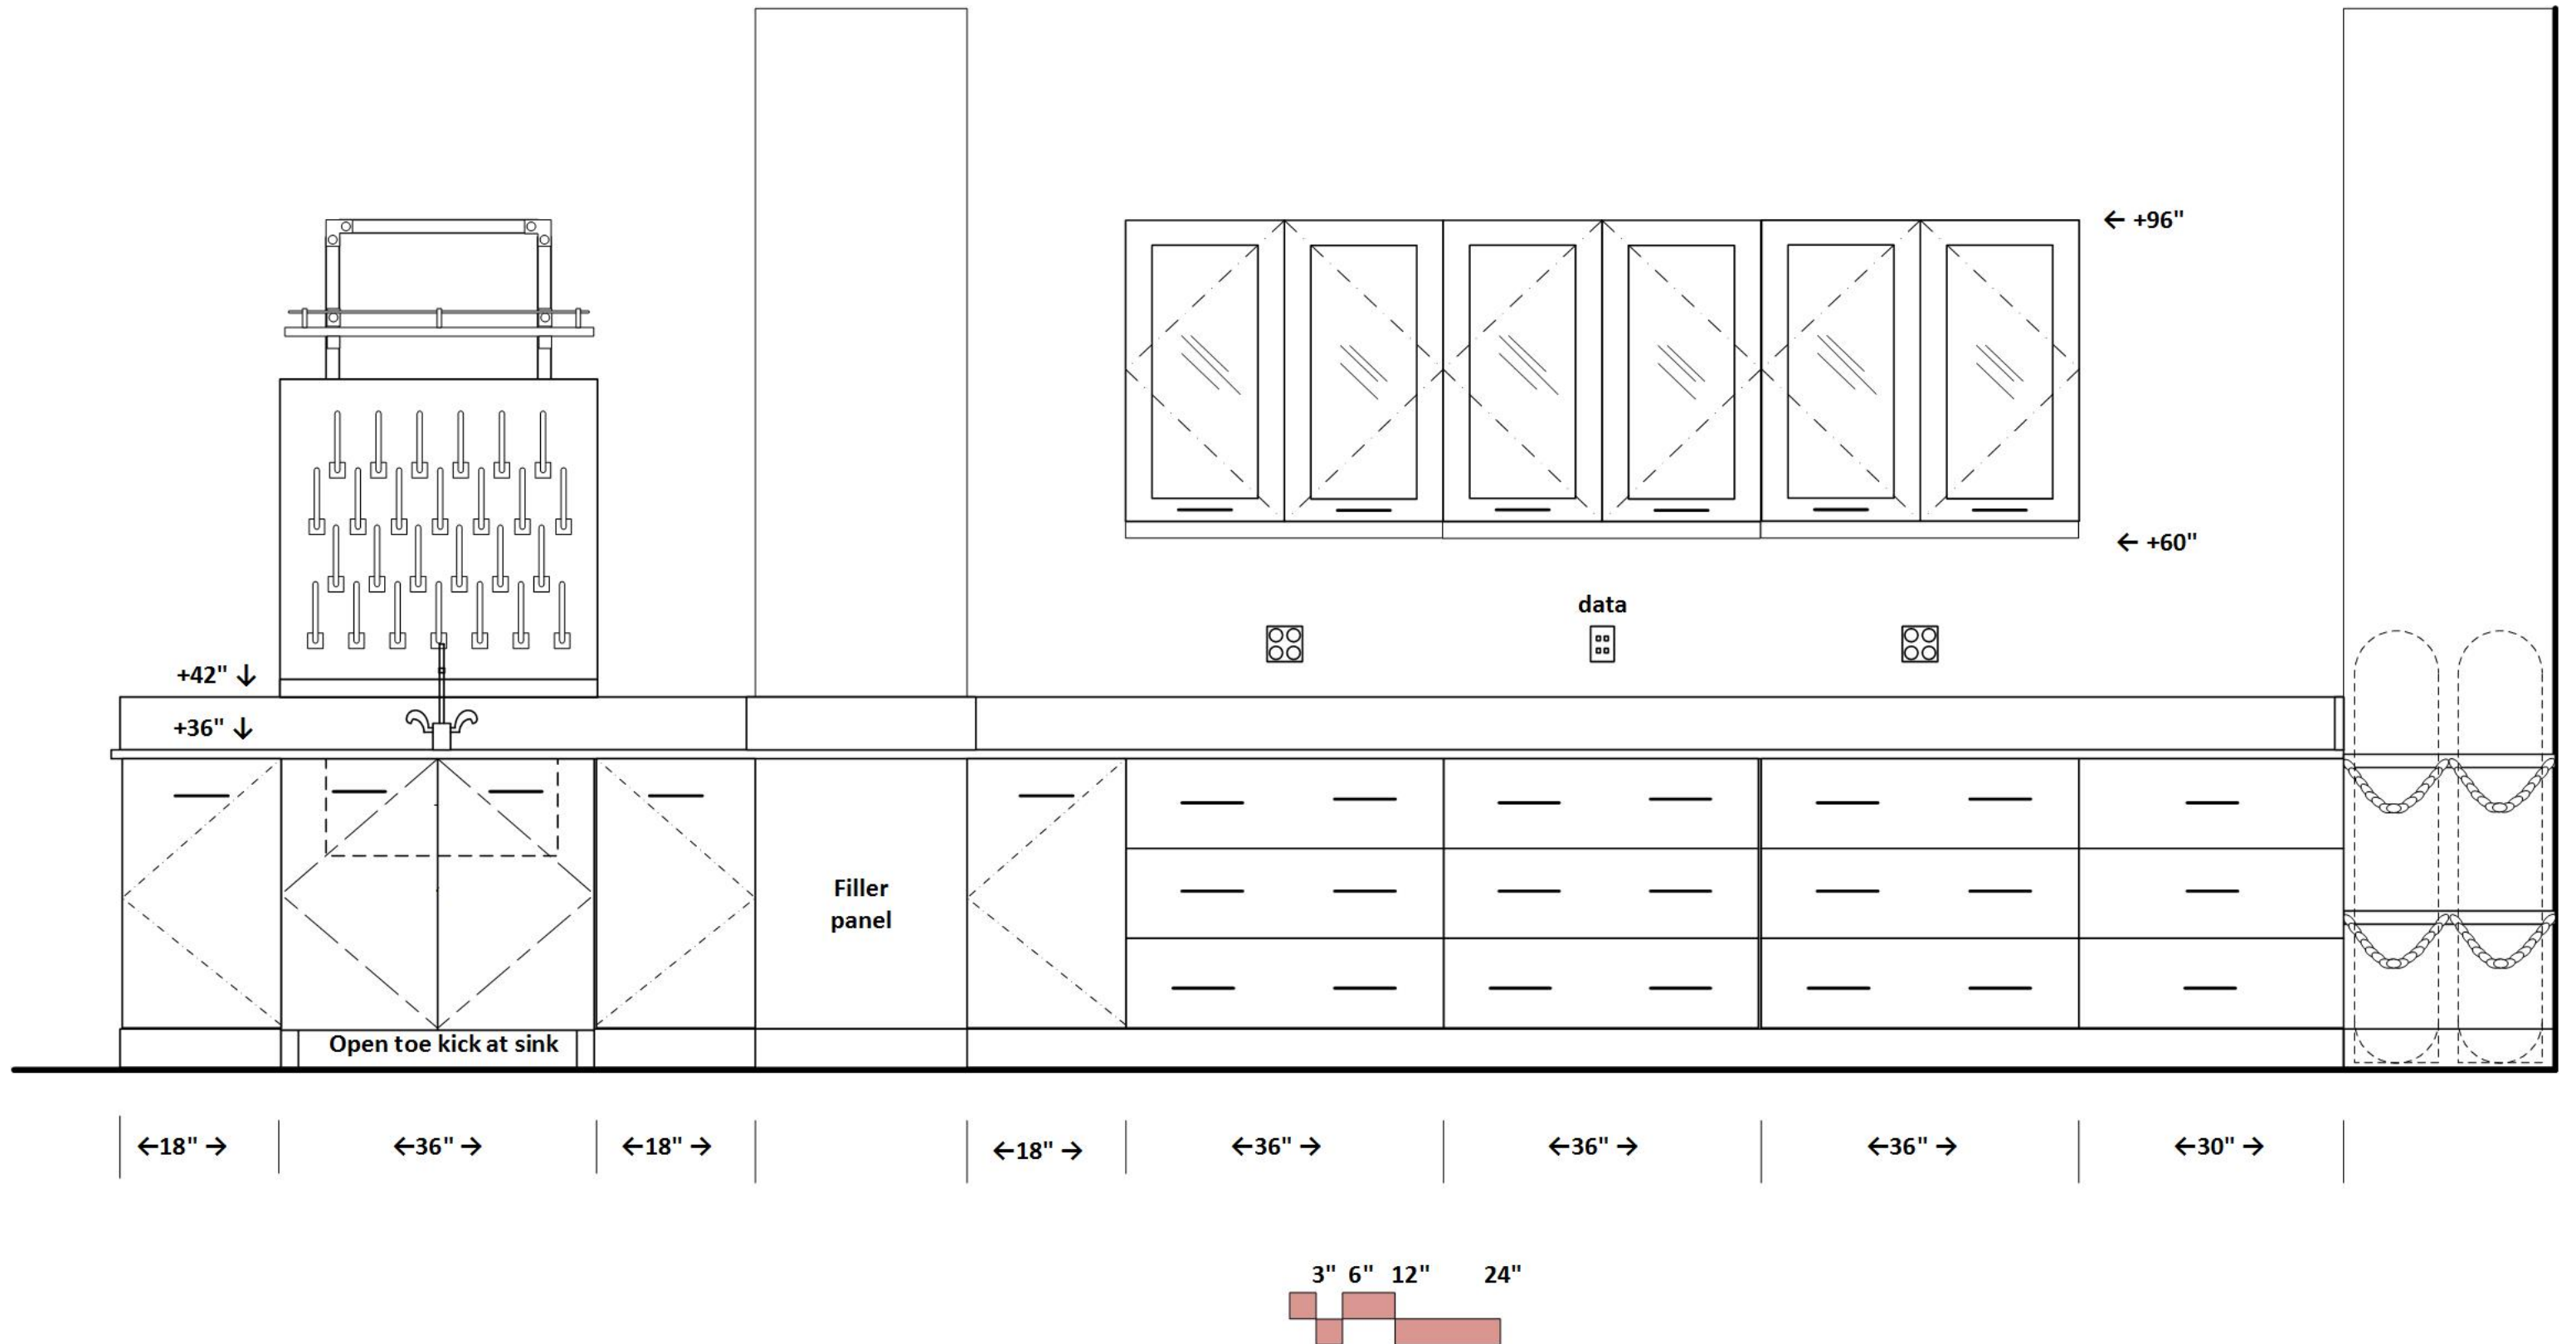 ← +96"
← +60"
data
+42" ↓
+36" ↓
Filler
panel
Open toe kick at sink
←18" →
←36" →
←18" →
←18" →
←36" →
←36" →
←36" →
←30" →
3" 6" 12" 24"